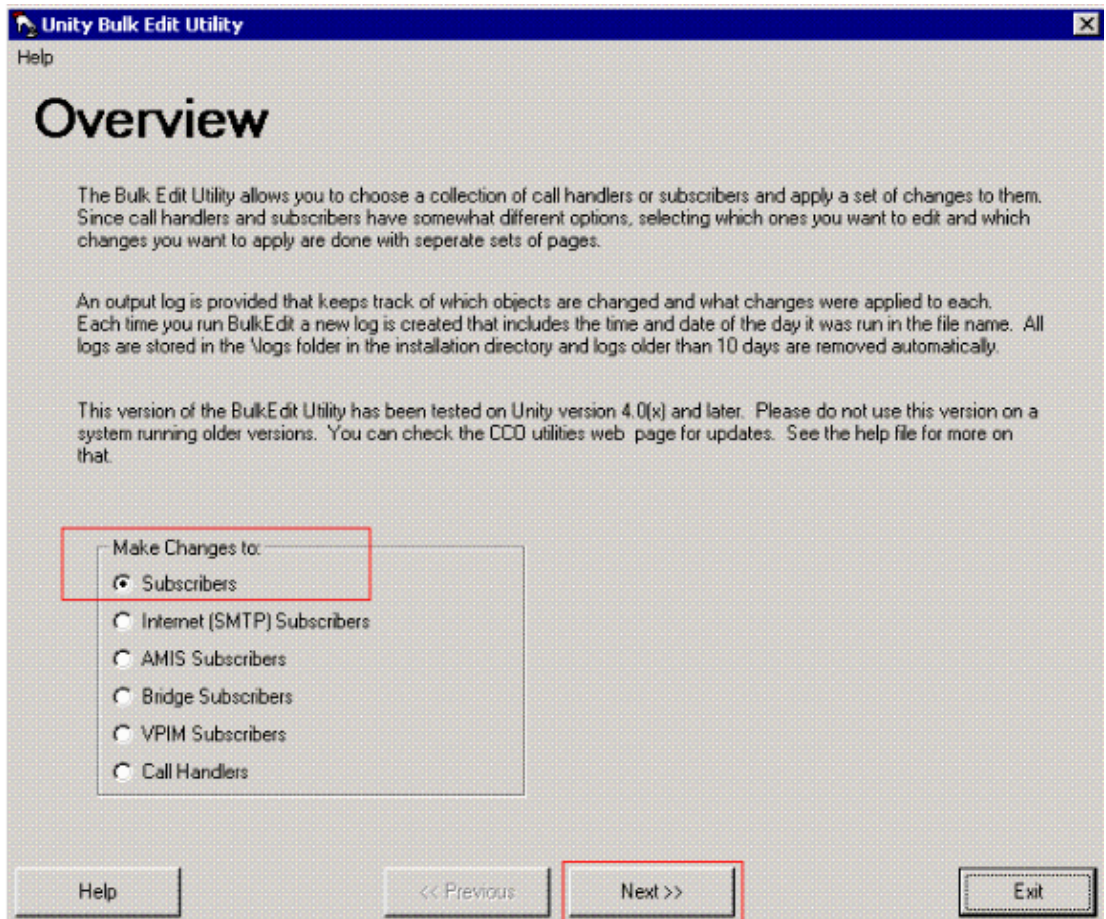 Unity Bulk Edit Utility
Help
Overview
The Bulk Edit Utility allows you to choose a collection of call handlers or subscribers and apply a set of changes to them.
Since call handlers and subscribers have somewhat different options, selecting which ones you want to edit and which
changes you want to apply are done with seperate sets of pages.
An output log is provided that keeps track of which objects are changed and what changes were applied to each.
Each time you run BulkEdit a new log is created that includes the time and date of the day it was run in the file name. All
logs are stored in the \logs folder in the installation directory and logs older than 10 days are removed automatically.
This version of the BulkEdit Utility has been tested on Unity version 4.0(x) and later. Please do not use this version on a
system running older versions. You can check the CCO utilities web page for updates. See the help file for more on
that.
Make Changes to:
Subscribers
Internet (SMTP) Subscribers
AMIS Subscribers
Bridge Subscribers
VPIM Subscribers
Call Handlers
Help
<< Previous
Next >>
Exit